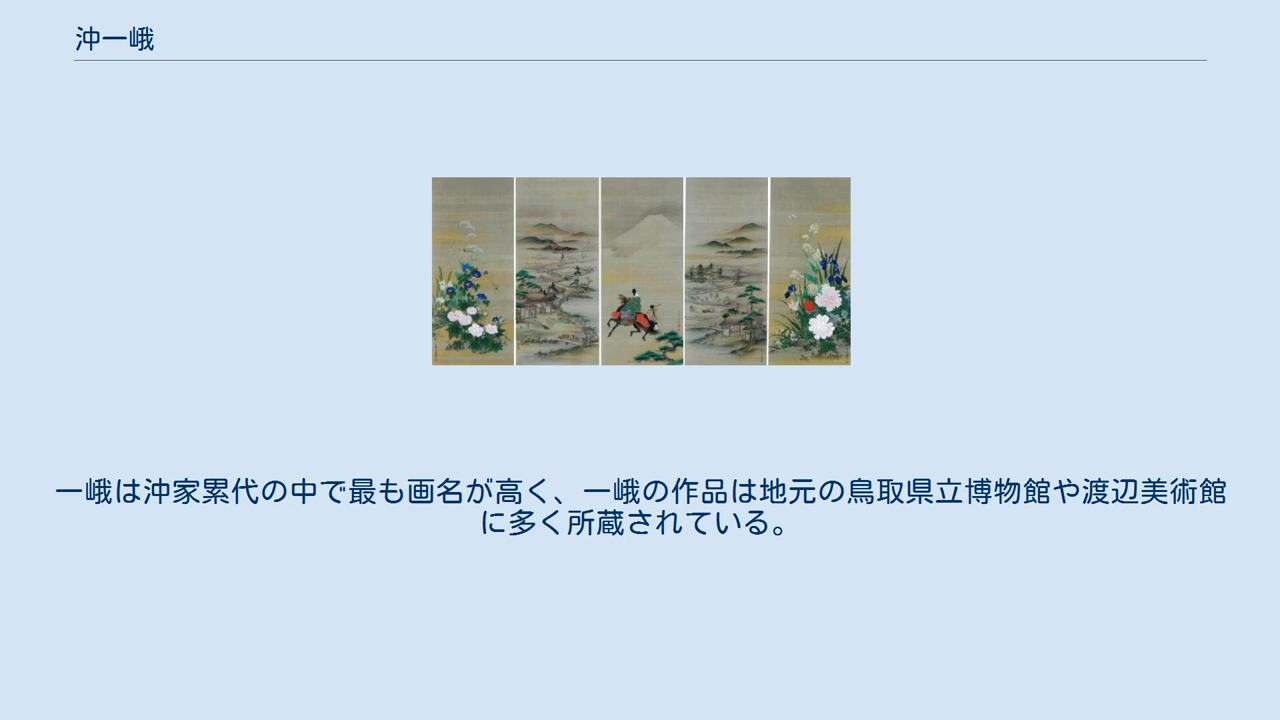 沖一峨
一峨は沖家累代の中で最も画名が高く、一峨の作品は地元の鳥取県立博物館や渡辺美術館
に多く所蔵されている。